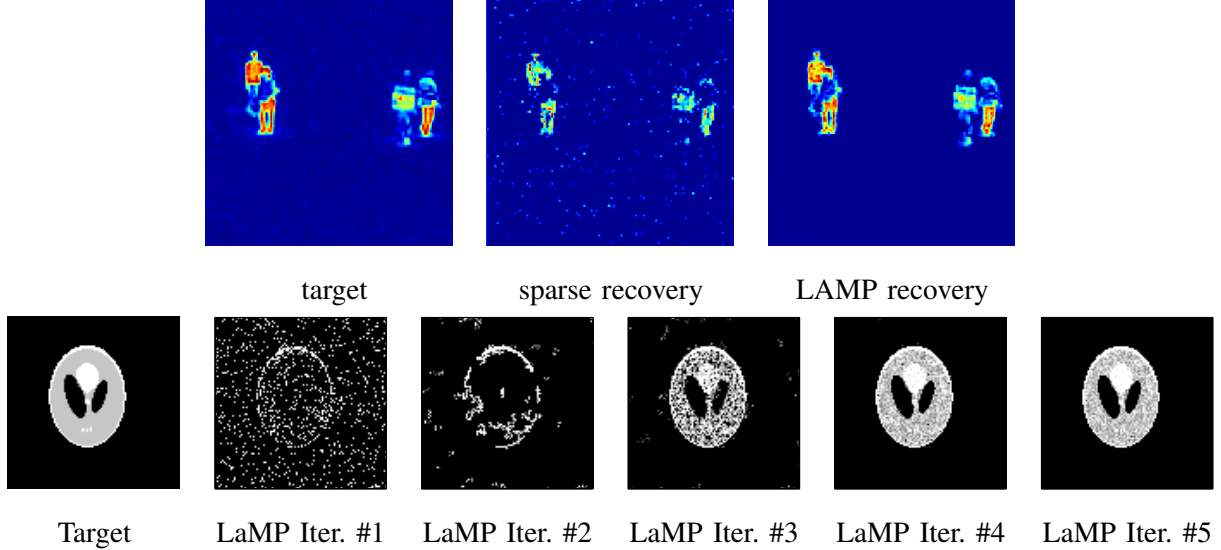 target sparse recovery LAMP recovery
Target LaMP Iter. #1 LaMP Iter. #2 LaMP Iter. #3 LaMP Iter. #4 LaMP Iter. #5